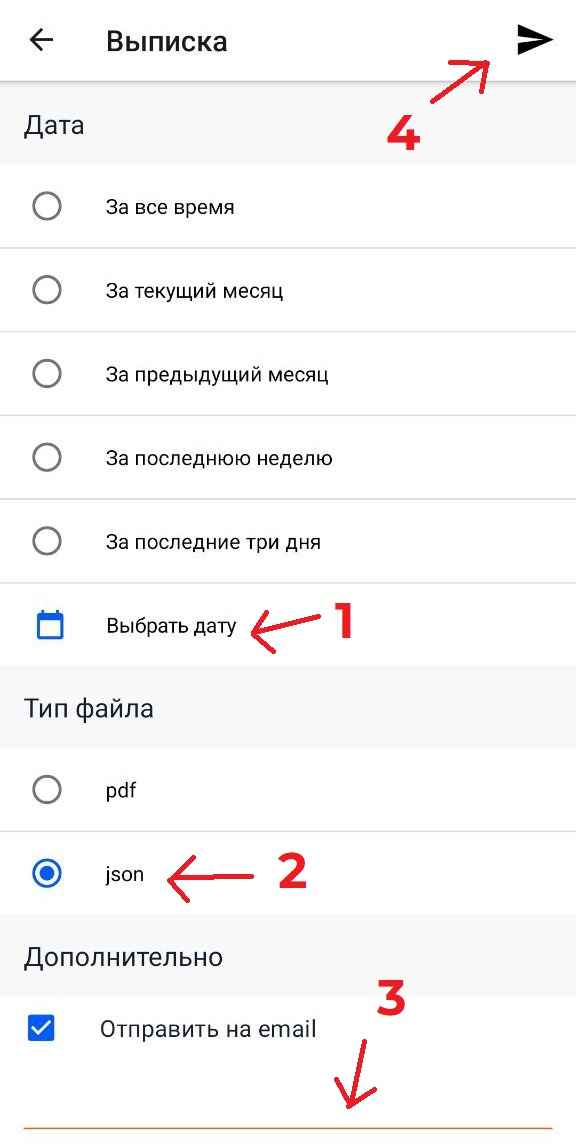 Выписка
4
Дата
За все время
За текущий месяц
За предыдущий месяц
За последнюю неделю
За последние три дня
Выбрать дату 1
Тип файла
pdf
json 2
Дополнительно
3
Отправить на email